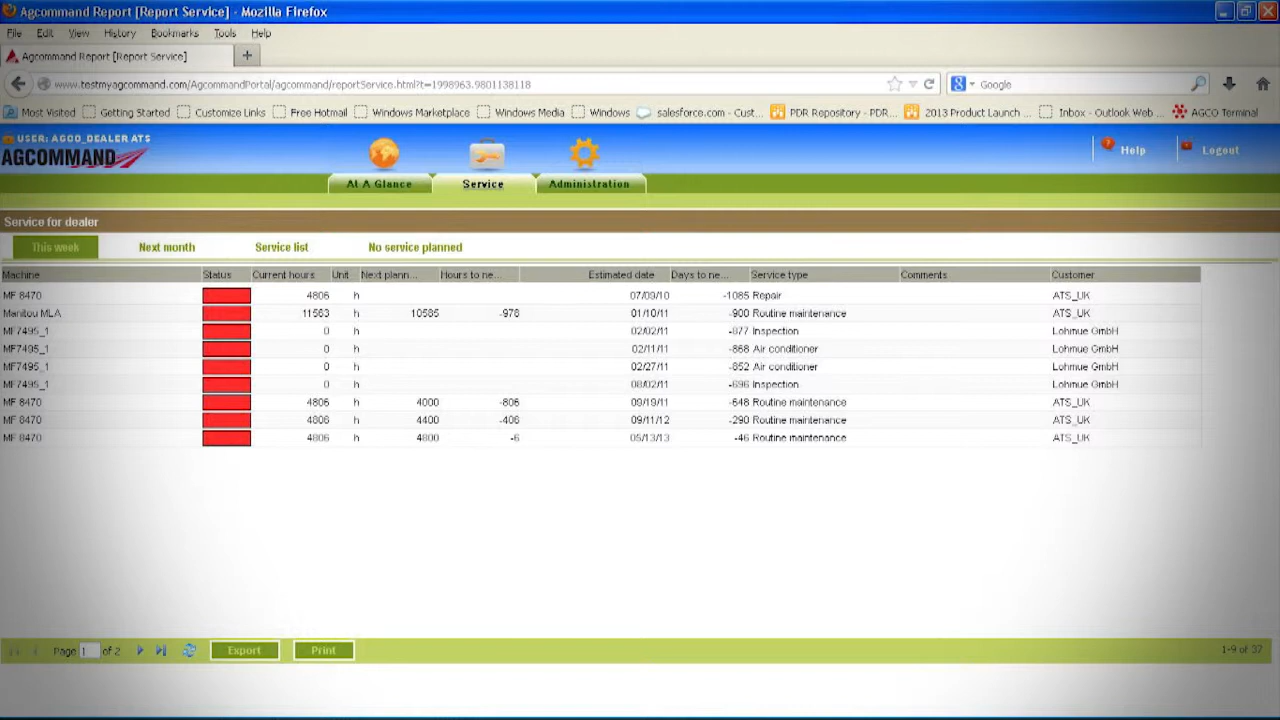 Agcommand Report [Report Service] - Mozilla Firefox
File Edit View History Bookmarks Tools Help
Agcommand Report [Report Service] +
www.testmyagcommand.com/AgcommandPortal/agcommand/reportService.html?t=1998963.9801138118 Google
Most Visited Getting Started Customize Links Free Hotmail Windows Marketplace Windows Media Windows salesforce.com - Cust... PDR Repository - PDR... 2013 Product Launch ... Inbox - Outlook Web ... AGCO Terminal
USER: AGCO_DEALER ATS
AGCOMMAND Help Logout
At A Glance Service Administration
Service for dealer
This week Next month Service list No service planned
Machine Status Current hours Unit Next plann... Hours to ne... Estimated date Days to ne... Service type Comments Customer
MF 8470 4806 h 07/09/10 -1085 Repair ATS_UK
Manitou MLA 11563 h 10585 -978 01/10/11 -900 Routine maintenance ATS_UK
MF7495_1 0 h 02/02/11 -877 Inspection Lohmue GmbH
MF7495_1 0 h 02/11/11 -868 Air conditioner Lohmue GmbH
MF7495_1 0 h 02/27/11 -852 Air conditioner Lohmue GmbH
MF7495_1 0 h 08/02/11 -696 Inspection Lohmue GmbH
MF 8470 4806 h 4000 -806 09/19/11 -648 Routine maintenance ATS_UK
MF 8470 4806 h 4400 -406 09/11/12 -290 Routine maintenance ATS_UK
MF 8470 4806 h 4800 -6 05/13/13 -46 Routine maintenance ATS_UK
Page 1 of 2 Export Print 1-9 of 37